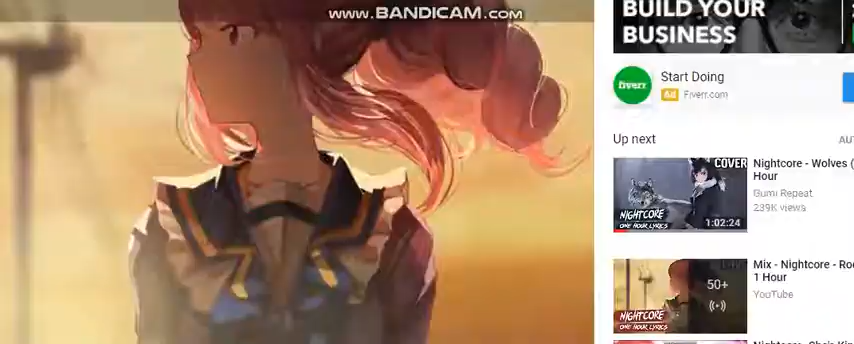 www.BANDICAM.com
BUILD YOUR
BUSINESS
fiverr
Start Doing
Ad Fiverr.com
Up next
COVER
Nightcore - Wolves (
Hour
Gumi Repeat
239K views
NIGHTCORE
ONE HOUR LYRICS
1:02:24
Mix - Nightcore - Ro
1 Hour
YouTube
50+
NIGHTCORE
ONE HOUR LYRICS